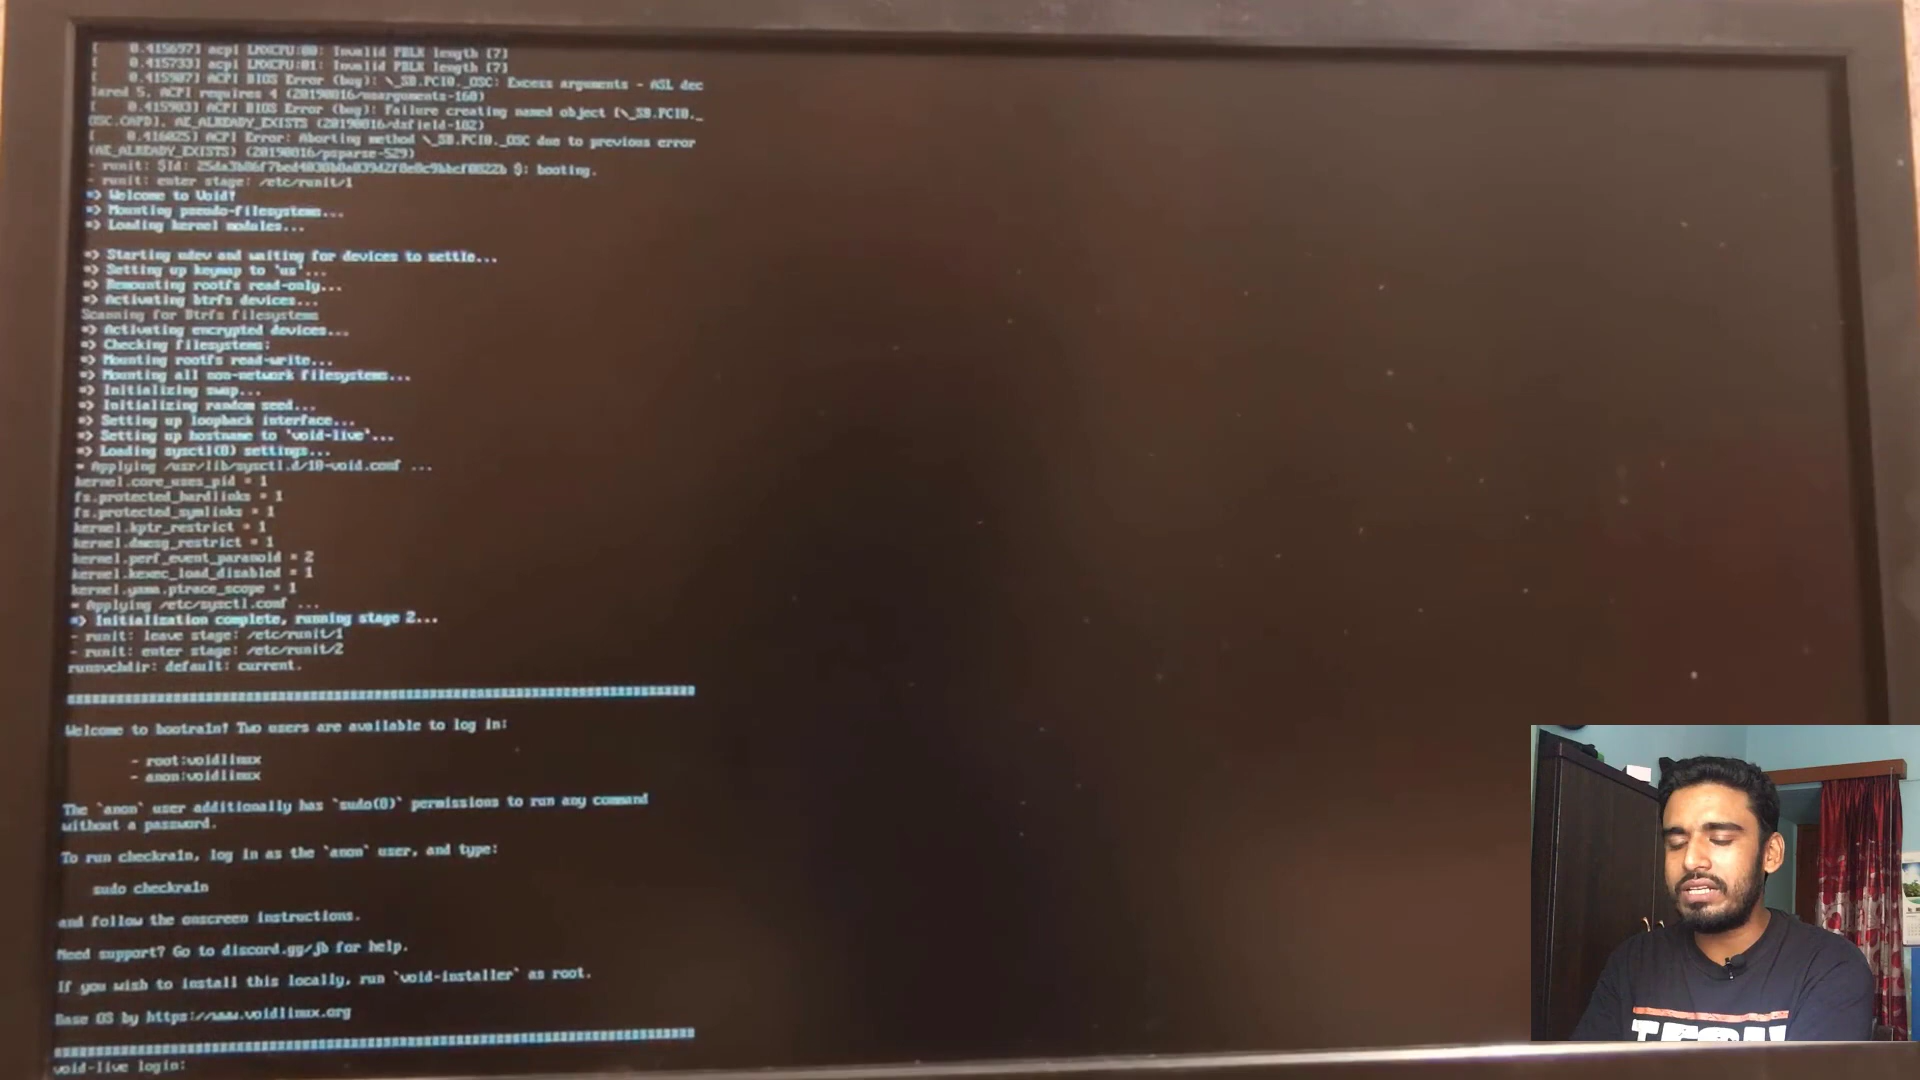 [    0.415697] acpi LNXCPU:00: Invalid PBLK length [7]
[    0.415733] acpi LNXCPU:01: Invalid PBLK length [7]
[    0.415907] ACPI BIOS Error (bug): \_SB.PCI0._OSC: Excess arguments - ASL dec
lared 5, ACPI requires 4 (20190816/nsarguments-160)
[    0.415983] ACPI BIOS Error (bug): Failure creating named object [\_SB.PCI0._
OSC.CAPD], AE_ALREADY_EXISTS (20190816/dsfield-182)
[    0.416025] ACPI Error: Aborting method \_SB.PCI0._OSC due to previous error
(AE_ALREADY_EXISTS) (20190816/psparse-529)
- runit: $Id: $: booting.
- runit: enter stage: /etc/runit/1
=> Welcome to Void!
=> Mounting pseudo-filesystems...
=> Loading kernel modules...
=> Starting udev and waiting for devices to settle...
=> Setting up keymap to 'us'...
=> Remounting rootfs read-only...
=> Activating btrfs devices...
Scanning for Btrfs filesystems
=> Activating encrypted devices...
=> Checking filesystems:
=> Mounting rootfs read-write...
=> Mounting all non-network filesystems...
=> Initializing swap...
=> Initializing random seed...
=> Setting up loopback interface...
=> Setting up hostname to 'void-live'...
=> Loading sysctl(8) settings...
* Applying /usr/lib/sysctl.d/10-void.conf ...
kernel.core_uses_pid = 1
fs.protected_hardlinks = 1
fs.protected_symlinks = 1
kernel.kptr_restrict = 1
kernel.dmesg_restrict = 1
kernel.perf_event_paranoid = 2
kernel.kexec_load_disabled = 1
kernel.yama.ptrace_scope = 1
* Applying /etc/sysctl.conf ...
=> Initialization complete, running stage 2...
- runit: leave stage: /etc/runit/1
- runit: enter stage: /etc/runit/2
runsvchdir: default: current.
Welcome to bootra1n! Two users are available to log in:
- root:voidlinux
- anon:voidlinux
The `anon` user additionally has `sudo(8)` permissions to run any command
without a password.
To run checkra1n, log in as the `anon` user, and type:
sudo checkra1n
and follow the onscreen instructions.
Need support? Go to discord.gg/jb for help.
If you wish to install this locally, run `void-installer` as root.
Base OS by https://www.voidlinux.org
void-live login: